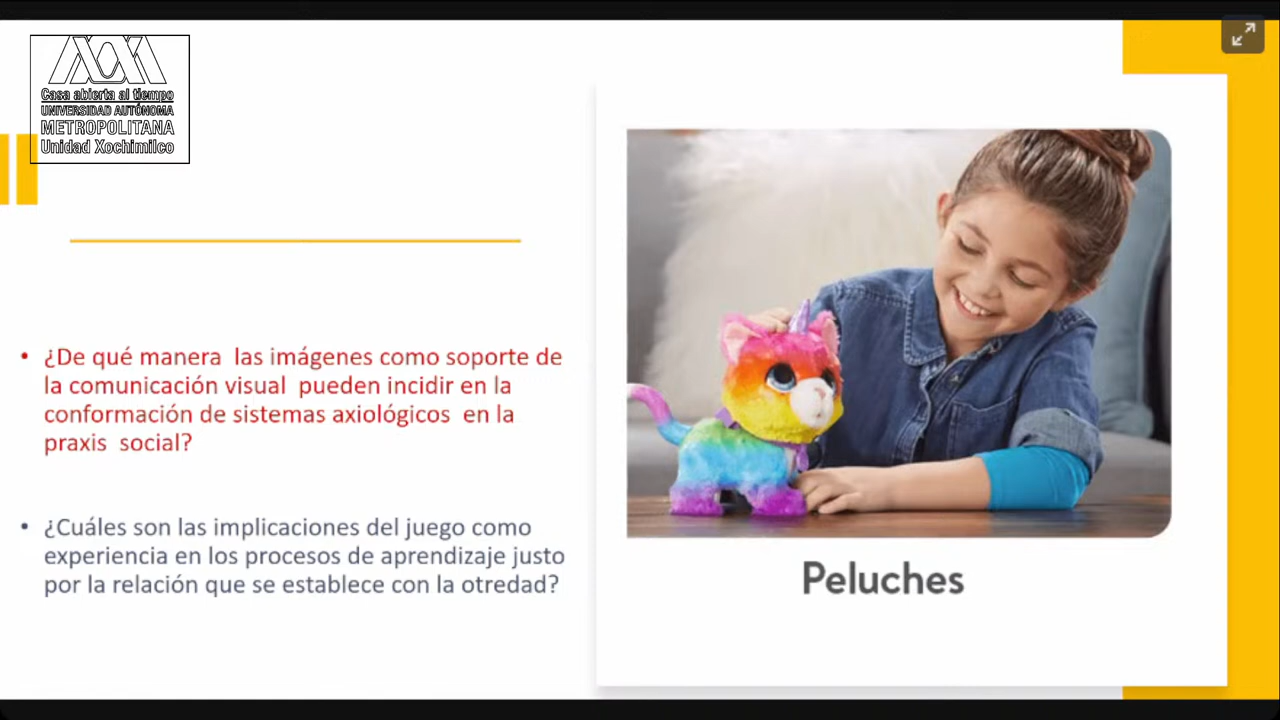 Casa abierta al tiempo
UNIVERSIDAD AUTÓNOMA
METROPOLITANA
Unidad Xochimilco
• ¿De qué manera las imágenes como soporte de
la comunicación visual pueden incidir en la
conformación de sistemas axiológicos en la
praxis social?
• ¿Cuáles son las implicaciones del juego como
experiencia en los procesos de aprendizaje justo
por la relación que se establece con la otredad?
Peluches